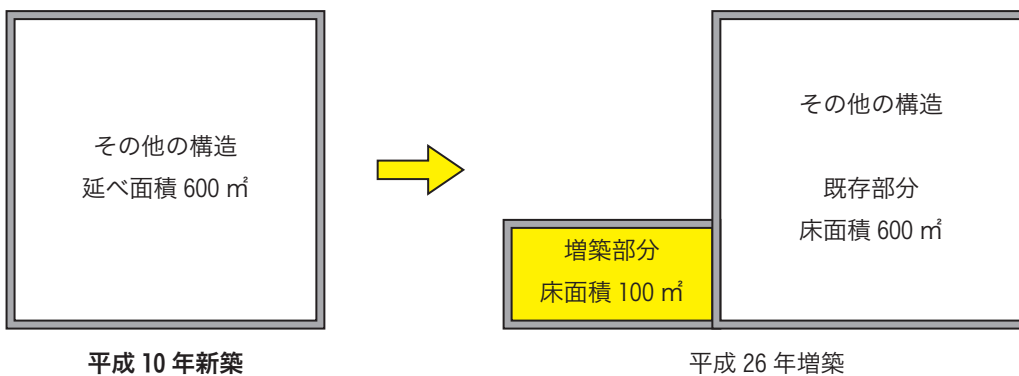 その他の構造
延べ面積 600 ㎡
平成 10 年新築
増築部分
床面積 100 ㎡
その他の構造
既存部分
床面積 600 ㎡
平成 26 年増築